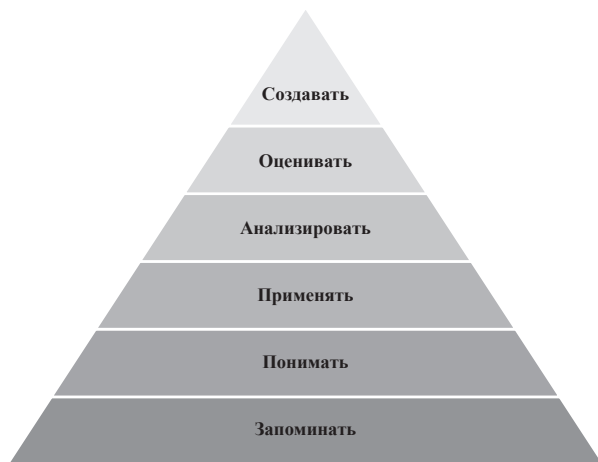 Создавать
Оценивать
Анализировать
Применять
Понимать
Запоминать